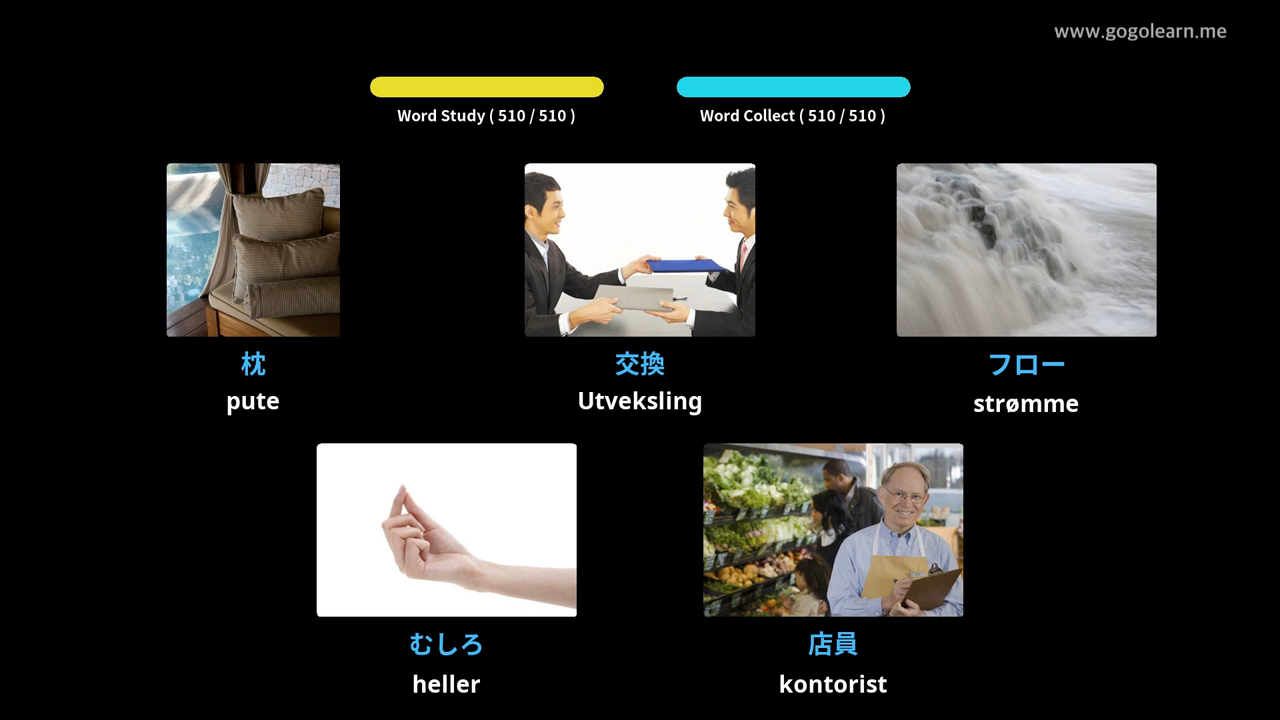 www.gogolearn.me
Word Study ( 510 / 510 )
Word Collect ( 510 / 510 )
枕
pute
交換
Utveksling
フロー
strømme
むしろ
heller
店員
kontorist